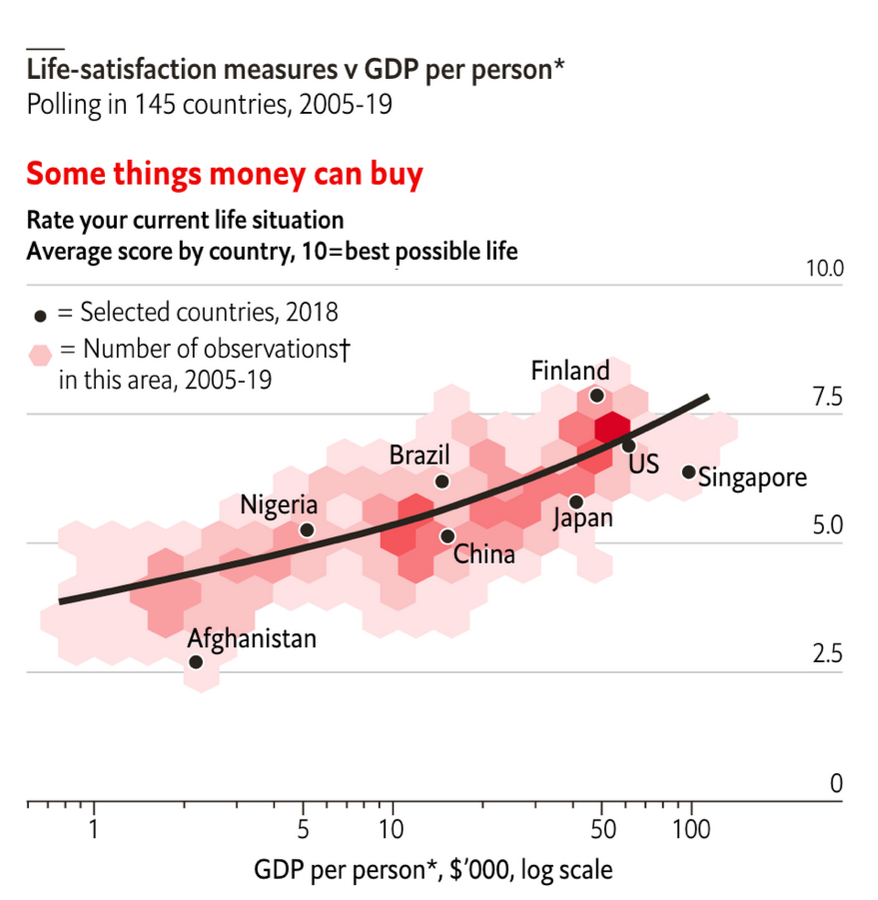 Life-satisfaction measures v GDP per person*
Polling in 145 countries, 2005-19
Some things money can buy
Rate your current life situation
Average score by country, 10=best possible life
10.0
= Selected countries, 2018
= Number of observations†
in this area, 2005-19
Finland
7.5
Brazil
US
Singapore
Nigeria
Japan
5.0
China
Afghanistan
2.5
0
1 5 10 50 100
GDP per person*, $'000, log scale